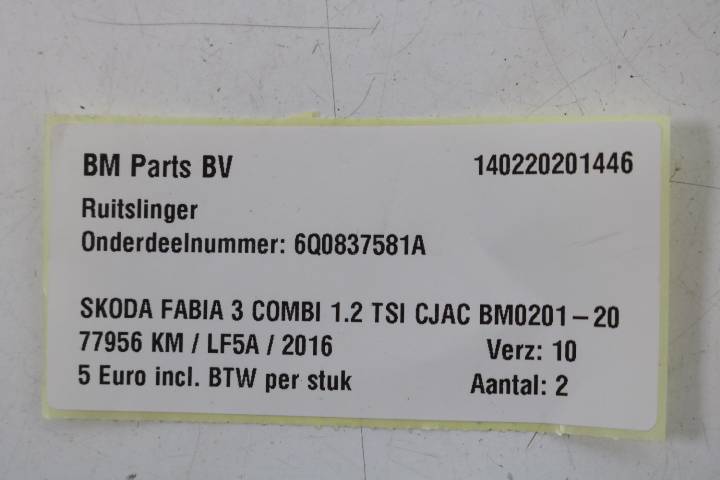 BM Parts BV 140220201446
Ruitslinger
Onderdeelnummer: 6Q0837581A
SKODA FABIA 3 COMBI 1.2 TSI CJAC BM0201-20
77956 KM / LF5A / 2016 Verz: 10
5 Euro incl. BTW per stuk Aantal: 2